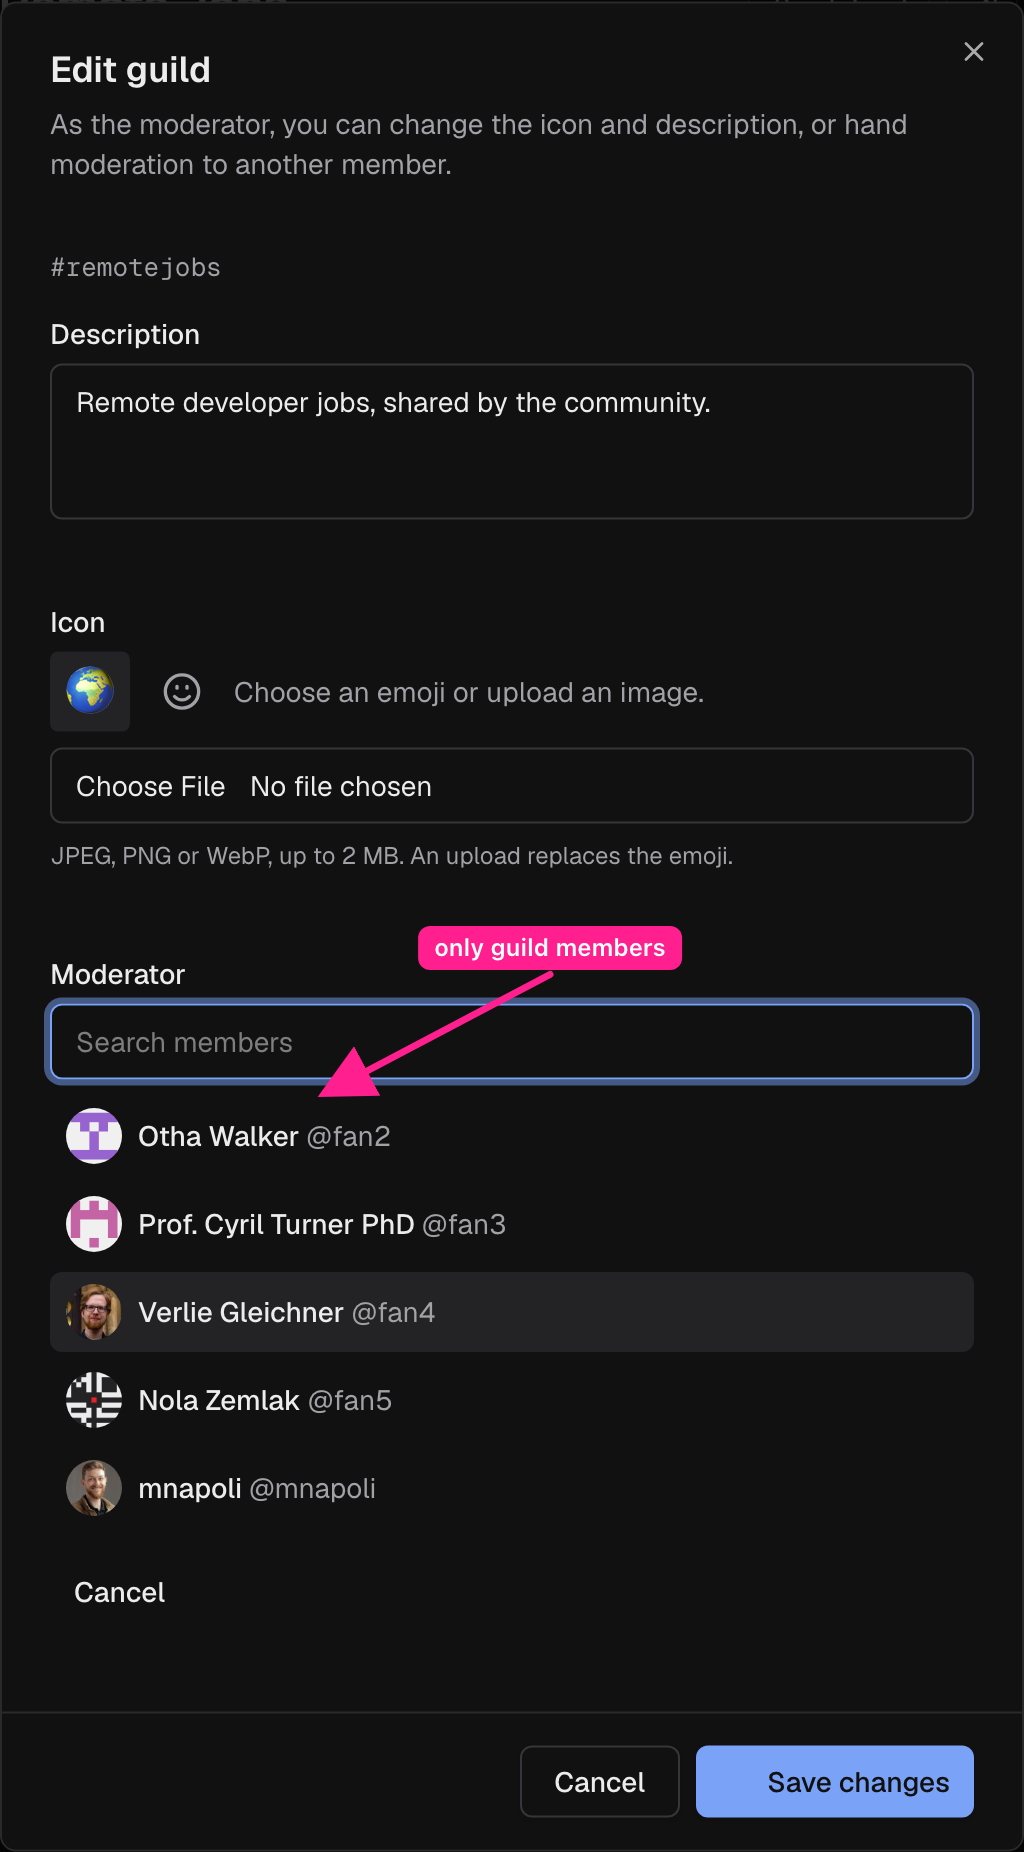 Edit guild
As the moderator, you can change the icon and description, or hand
moderation to another member.
#remotejobs
Description
Remote developer jobs, shared by the community.
Icon
Choose an emoji or upload an image.
Choose File No file chosen
JPEG, PNG or WebP, up to 2 MB. An upload replaces the emoji.
only guild members
Moderator
Search members
Otha Walker @fan2
Prof. Cyril Turner PhD @fan3
Verlie Gleichner @fan4
Nola Zemlak @fan5
mnapoli @mnapoli
Cancel
Cancel
Save changes